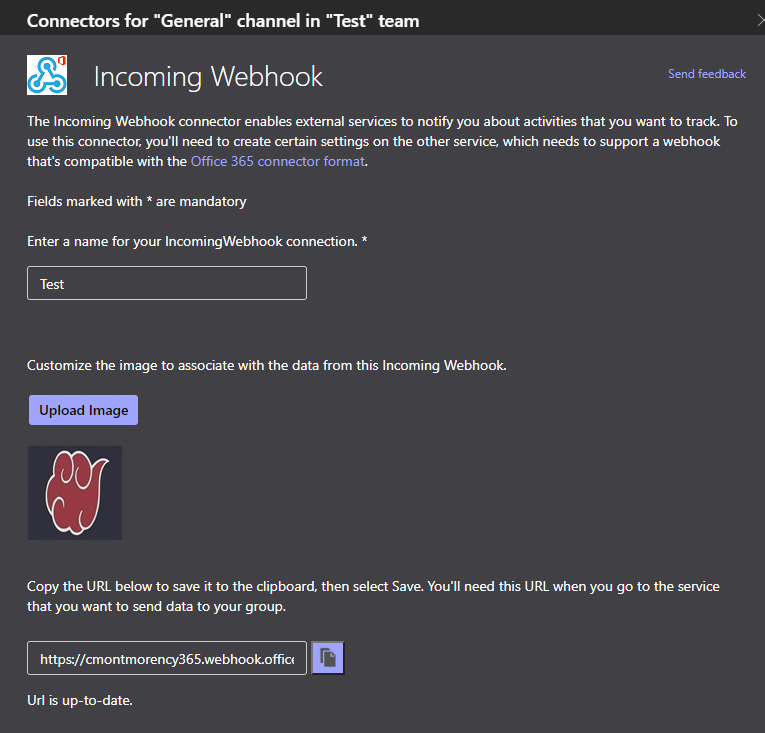 Connectors for "General" channel in "Test" team
Incoming Webhook
Send feedback
The Incoming Webhook connector enables external services to notify you about activities that you want to track. To
use this connector, you'll need to create certain settings on the other service, which needs to support a webhook
that's compatible with the Office 365 connector format.
Fields marked with * are mandatory
Enter a name for your IncomingWebhook connection. *
Test
Customize the image to associate with the data from this Incoming Webhook.
Upload Image
Copy the URL below to save it to the clipboard, then select Save. You'll need this URL when you go to the service
that you want to send data to your group.
https://cmontmorency365.webhook.office
Url is up-to-date.